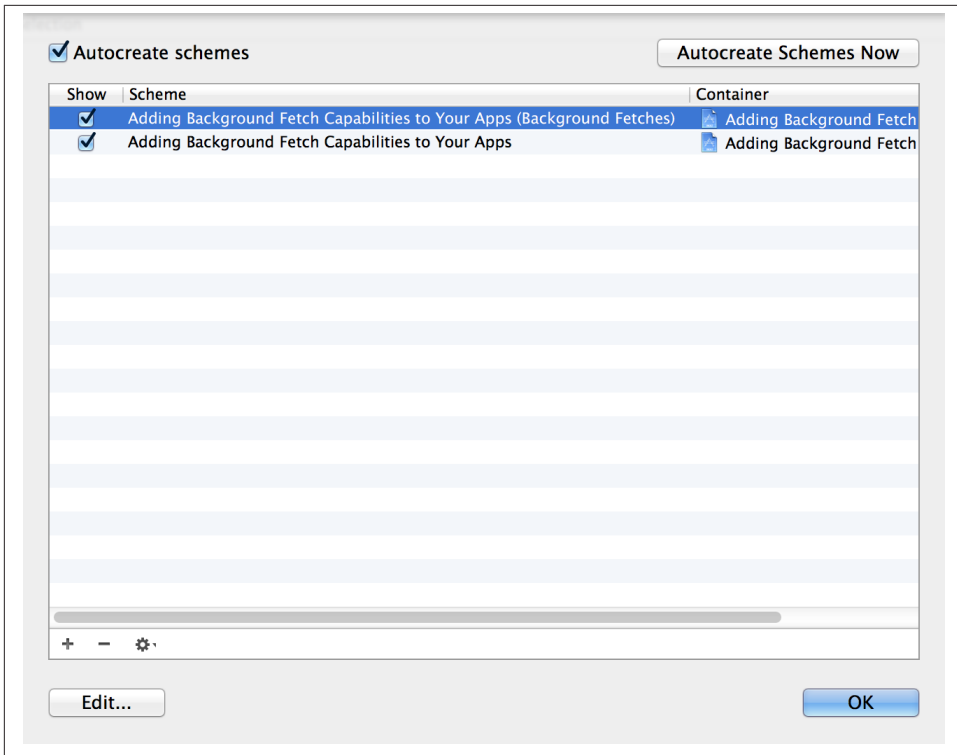 Autocreate schemes
Autocreate Schemes Now
Show Scheme Container
Adding Background Fetch Capabilities to Your Apps (Background Fetches) Adding Background Fetch
Adding Background Fetch Capabilities to Your Apps Adding Background Fetch
Edit...
OK